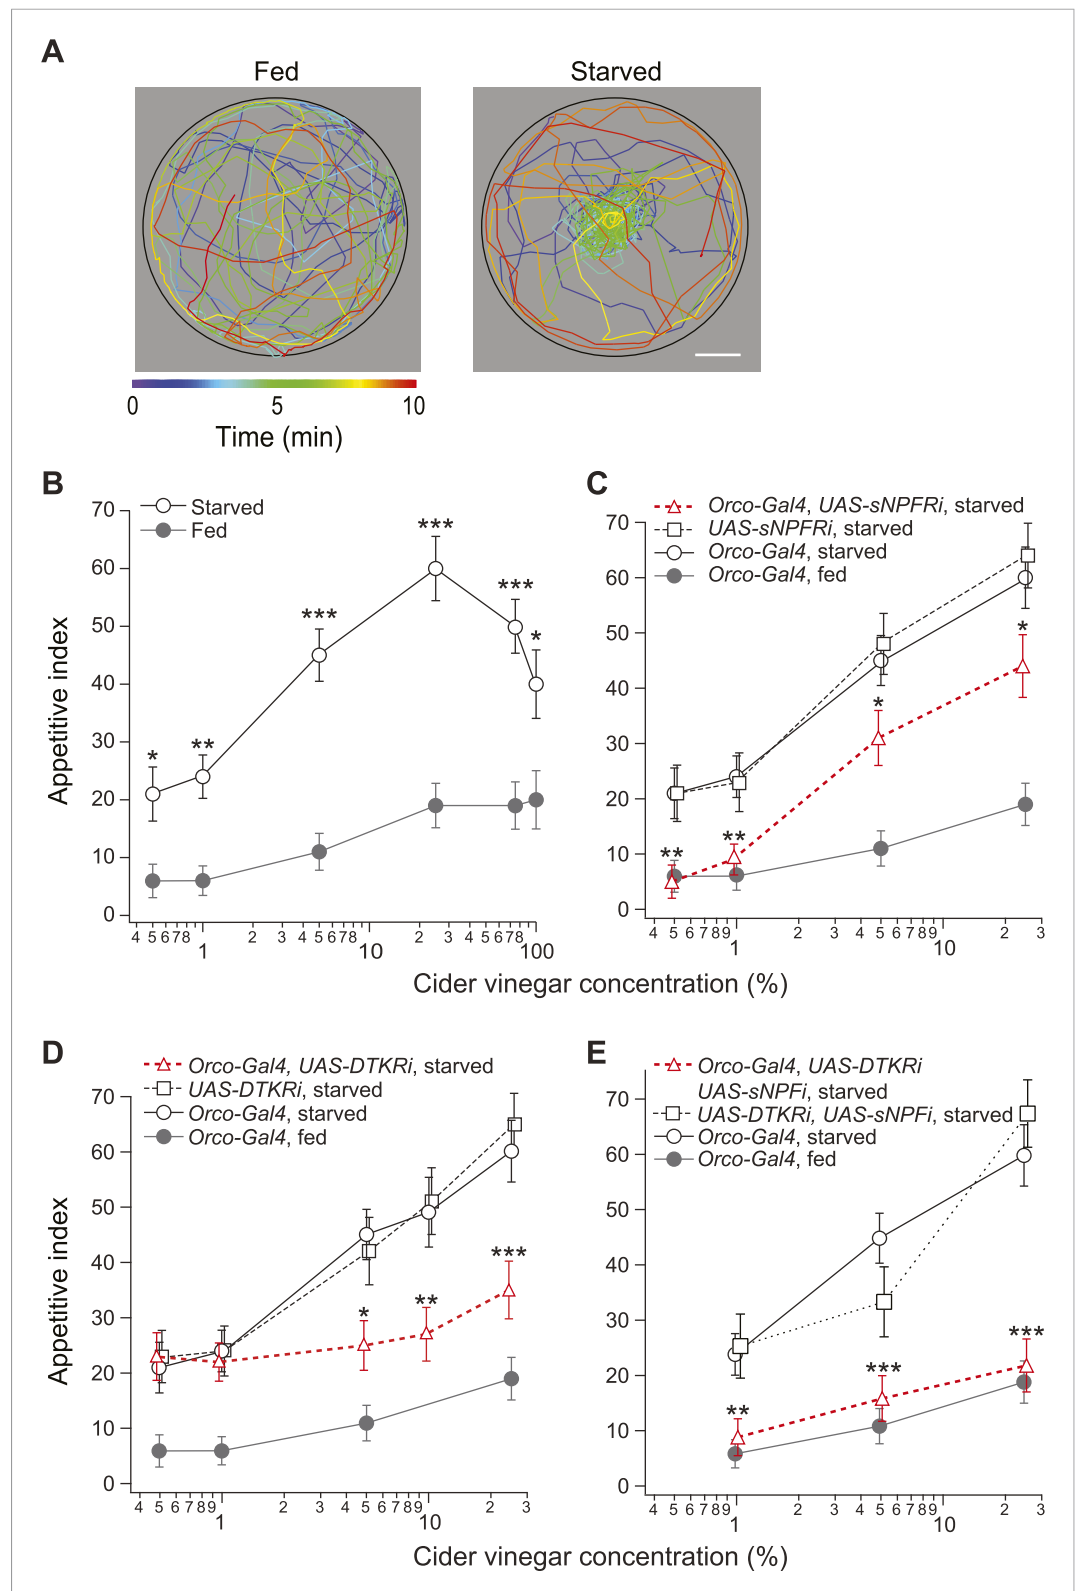 A
Fed
Starved
0 5 10
Time (min)
B
Starved
Fed
Appetitive index
70
60
50
40
30
20
10
0
* ** *** *** *** *
4 5 6 7 8 1 2 3 4 5 6 7 8 10 2 3 4 5 6 7 8 100
C
Orco-Gal4, UAS-sNPFRi, starved
UAS-sNPFRi, starved
Orco-Gal4, starved
Orco-Gal4, fed
70
60
50
40
30
20
10
0
** ** * *
4 5 6 7 8 9 1 2 3 4 5 6 7 8 9 10 2 3
Cider vinegar concentration (%)
D
Orco-Gal4, UAS-DTKRi, starved
UAS-DTKRi, starved
Orco-Gal4, starved
Orco-Gal4, fed
Appetitive index
70
60
50
40
30
20
10
0
* ** ***
4 5 6 7 8 9 1 2 3 4 5 6 7 8 9 10 2 3
E
Orco-Gal4, UAS-DTKRi
UAS-sNPFi, starved
UAS-DTKRi, UAS-sNPFi, starved
Orco-Gal4, starved
Orco-Gal4, fed
70
60
50
40
30
20
10
0
** *** ***
4 5 6 7 8 9 1 2 3 4 5 6 7 8 9 10 2 3
Cider vinegar concentration (%)